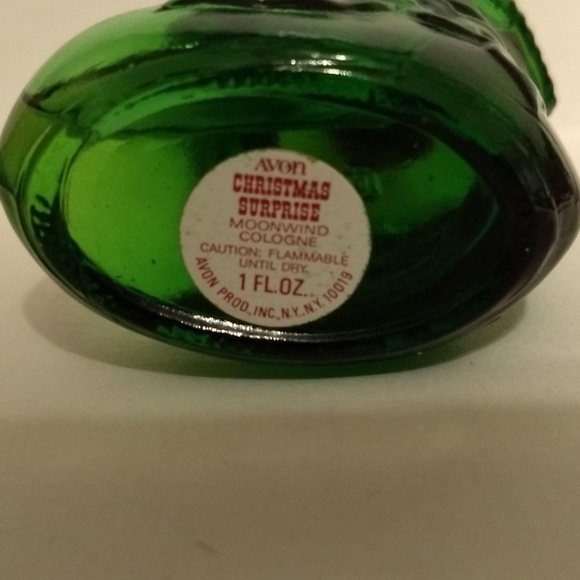 AVON
CHRISTMAS
SURPRISE
MOONWIND
COLOGNE
CAUTION: FLAMMABLE
UNTIL DRY.
1 FL.OZ.
AVON PROD., INC., N.Y., N.Y. 10019